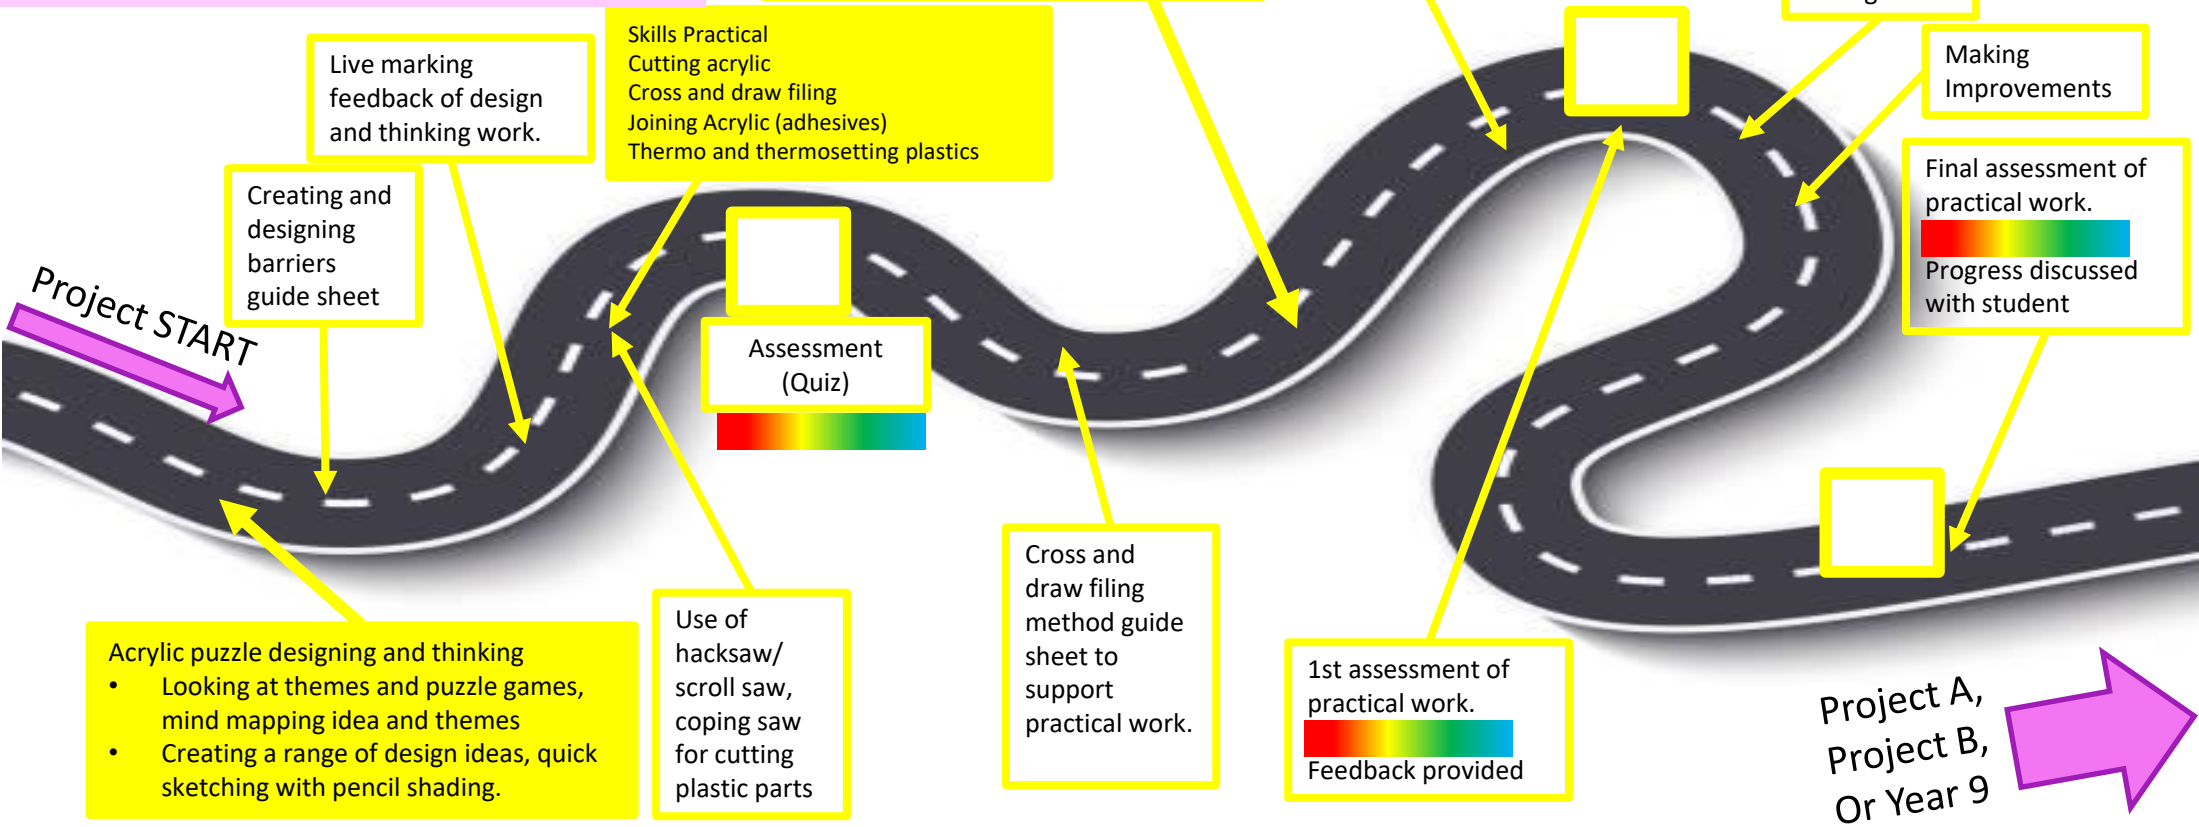 Skills Practical
Cutting acrylic
Cross and draw filing
Joining Acrylic (adhesives)
Thermo and thermosetting plastics
Live marking
feedback of design
and thinking work.
Making
Improvements
Creating and
designing
barriers
guide sheet
Final assessment of
practical work.
Progress discussed
with student
Project START
Assessment
(Quiz)
Cross and
draw filing
method guide
sheet to
support
practical work.
Use of
hacksaw/
scroll saw,
coping saw
for cutting
plastic parts
Acrylic puzzle designing and thinking
• Looking at themes and puzzle games,
mind mapping idea and themes
• Creating a range of design ideas, quick
sketching with pencil shading.
1st assessment of
practical work.
Feedback provided
Project A,
Project B,
Or Year 9